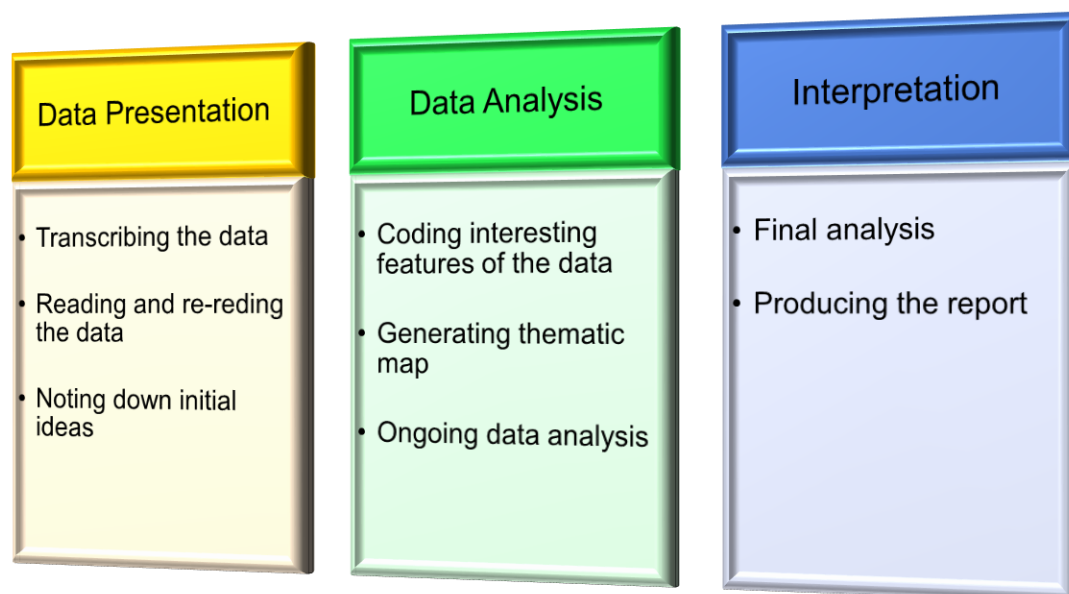 Data Presentation
• Transcribing the data
• Reading and re-reding
the data
• Noting down initial
ideas
Data Analysis
• Coding interesting
features of the data
• Generating thematic
map
• Ongoing data analysis
Interpretation
• Final analysis
• Producing the report